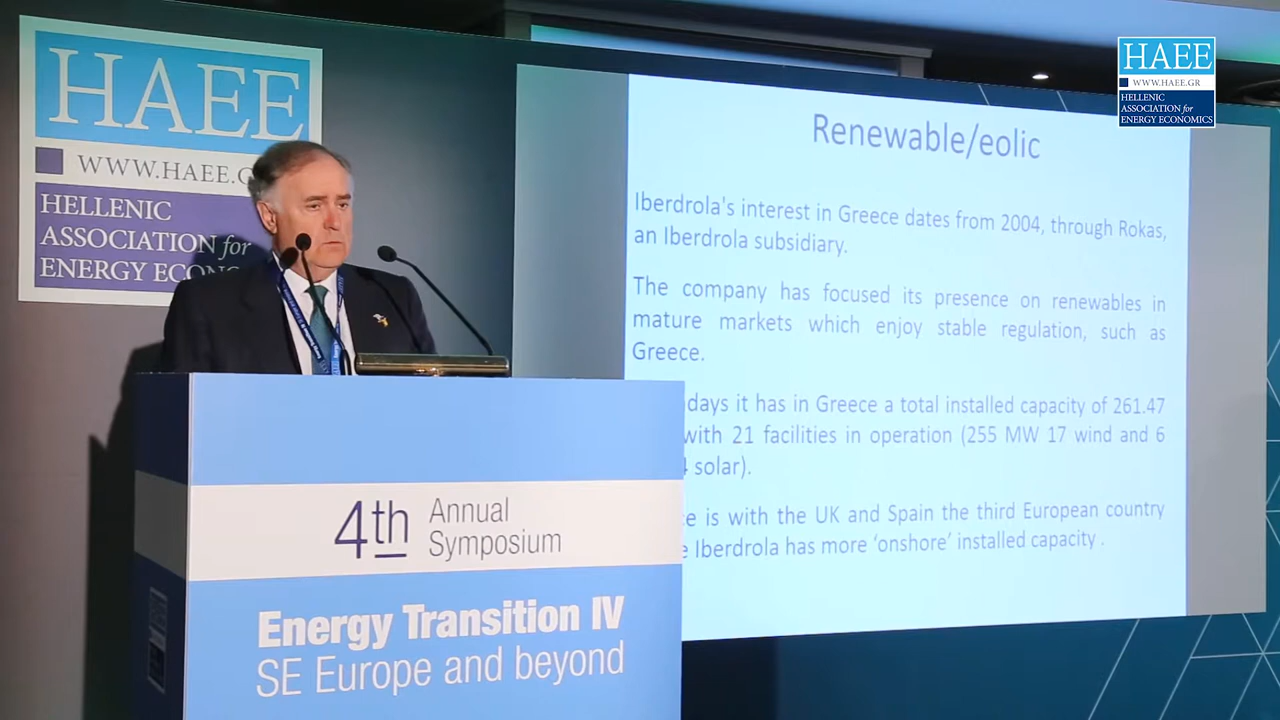 HAEE
WWW.HAEE.G
HELLENIC
ASSOCIATION for
ENERGY ECONO
Renewable/eolic
Iberdrola's interest in Greece dates from 2004, through Rokas,
an Iberdrola subsidiary.
The company has focused its presence on renewables in
mature markets which enjoy stable regulation, such as
Greece.
days it has in Greece a total installed capacity of 261.47
with 21 facilities in operation (255 MW 17 wind and 6
solar).
is with the UK and Spain the third European country
Iberdrola has more ‘onshore’ installed capacity .
HAEE
WWW.HAEE.GR
HELLENIC
ASSOCIATION for
ENERGY ECONOMICS
4th Annual
Symposium
Energy Transition IV
SE Europe and beyond